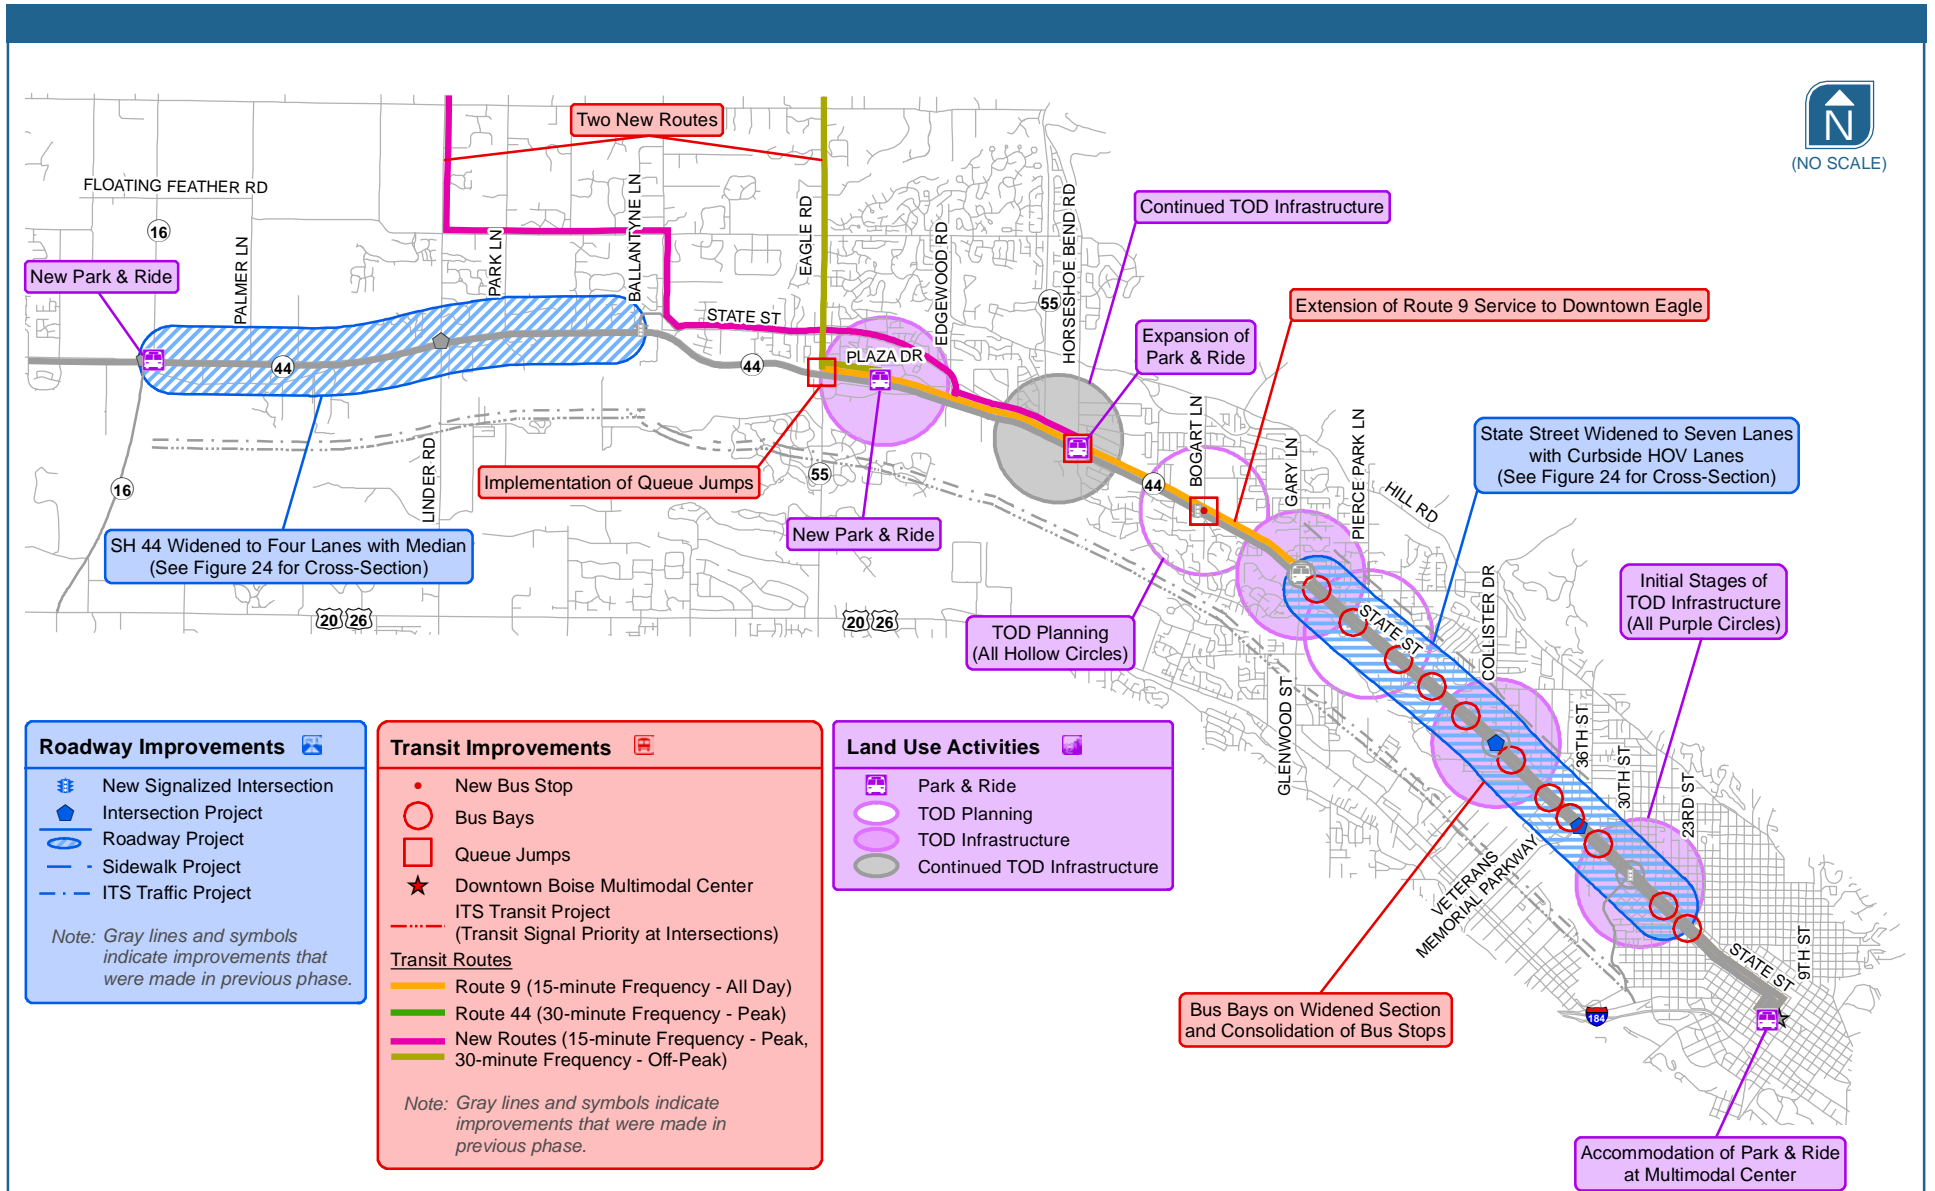 N
(NO SCALE)
Two New Routes
FLOATING FEATHER RD
16
PALMER LN
PARK LN
BALLANTYNE LN
EAGLE RD
EDGEWOOD RD
HORSESHOE BEND RD
55
Continued TOD Infrastructure
New Park & Ride
STATE ST
PLAZA DR
44
44
Extension of Route 9 Service to Downtown Eagle
Expansion of
Park & Ride
BOGART LN
GARY LN
PIERCE PARK LN
HILL RD
State Street Widened to Seven Lanes
with Curbside HOV Lanes
(See Figure 24 for Cross-Section)
LINDER RD
Implementation of Queue Jumps
55
44
16
New Park & Ride
SH 44 Widened to Four Lanes with Median
(See Figure 24 for Cross-Section)
20 26
20 26
TOD Planning
(All Hollow Circles)
STATE ST
COLLISTER DR
Initial Stages of
TOD Infrastructure
(All Purple Circles)
GLENWOOD ST
36TH ST
30TH ST
23RD ST
VETERANS
MEMORIAL PARKWAY
STATE ST
9TH ST
184
Bus Bays on Widened Section
and Consolidation of Bus Stops
Accommodation of Park & Ride
at Multimodal Center
Roadway Improvements
New Signalized Intersection
Intersection Project
Roadway Project
Sidewalk Project
ITS Traffic Project
Note: Gray lines and symbols
indicate improvements that
were made in previous phase.
Transit Improvements
New Bus Stop
Bus Bays
Queue Jumps
Downtown Boise Multimodal Center
ITS Transit Project
(Transit Signal Priority at Intersections)
Transit Routes
Route 9 (15-minute Frequency - All Day)
Route 44 (30-minute Frequency - Peak)
New Routes (15-minute Frequency - Peak,
30-minute Frequency - Off-Peak)
Note: Gray lines and symbols indicate
improvements that were made in
previous phase.
Land Use Activities
Park & Ride
TOD Planning
TOD Infrastructure
Continued TOD Infrastructure